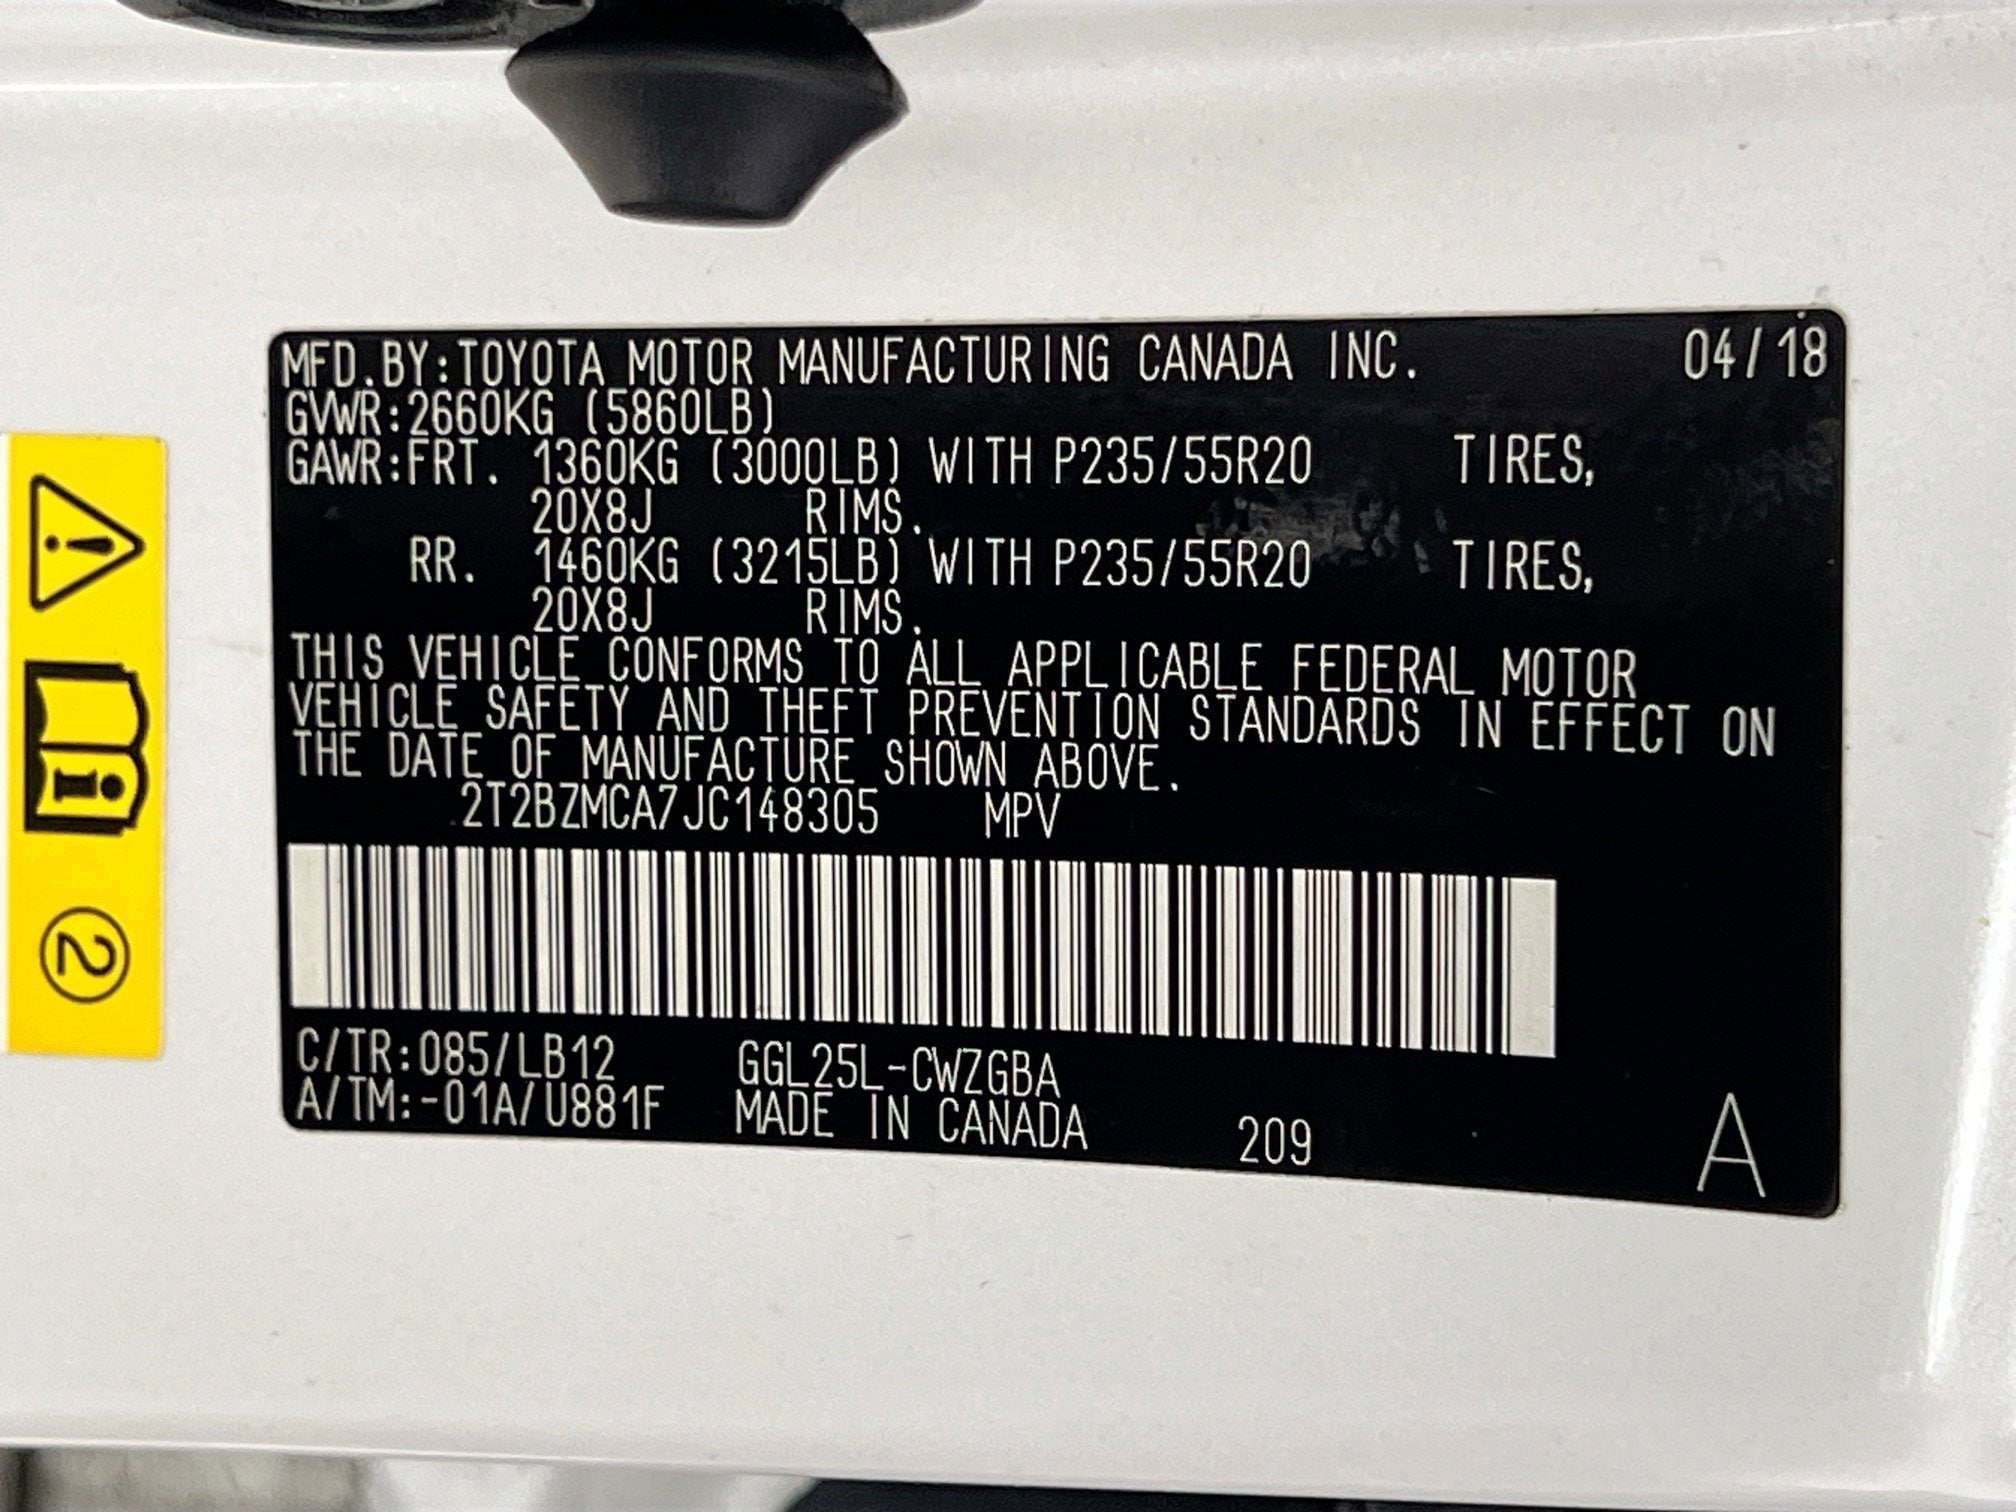 MFD.BY:TOYOTA MOTOR MANUFACTURING CANADA INC. 04/18
GVWR:2660KG (5860LB)
GAWR:FRT. 1360KG (3000LB) WITH P235/55R20 TIRES,
20X8J RIMS.
RR. 1460KG (3215LB) WITH P235/55R20 TIRES,
20X8J RIMS.
THIS VEHICLE CONFORMS TO ALL APPLICABLE FEDERAL MOTOR
VEHICLE SAFETY AND THEFT PREVENTION STANDARDS IN EFFECT ON
THE DATE OF MANUFACTURE SHOWN ABOVE.
2T2BZMCA7JC148305 MPV
C/TR:085/LB12 GGL25L-CWZGBA
A/TM:-01A/U881F MADE IN CANADA 209 A
2